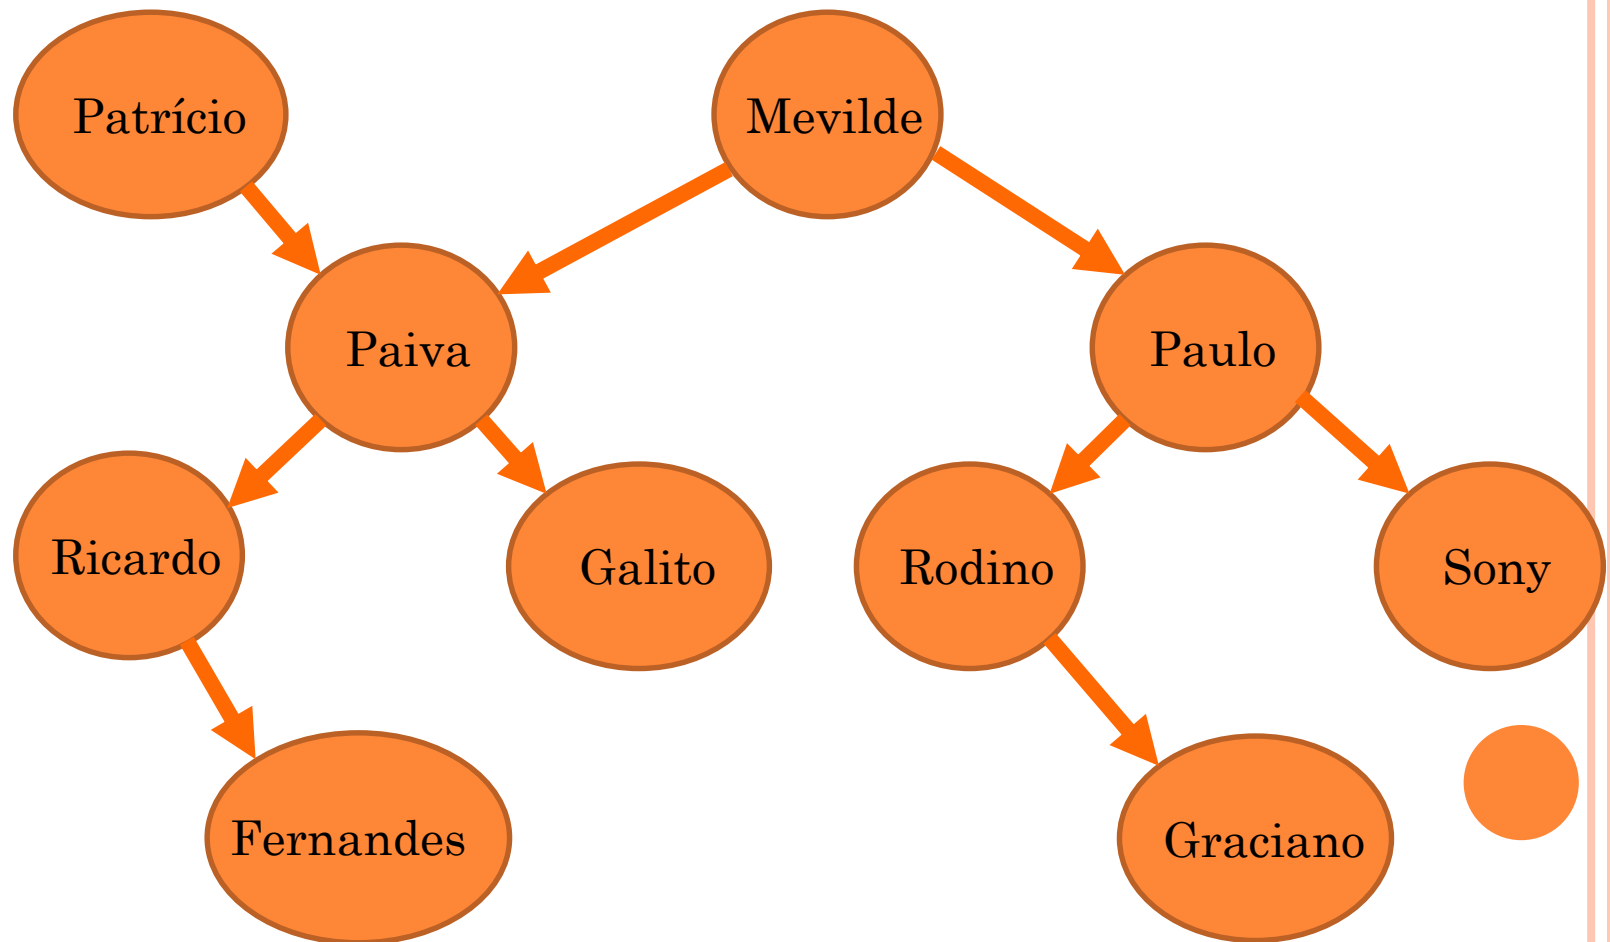 Patrício
Mevilde
Paiva
Paulo
Ricardo
Galito
Rodino
Sony
Fernandes
Graciano